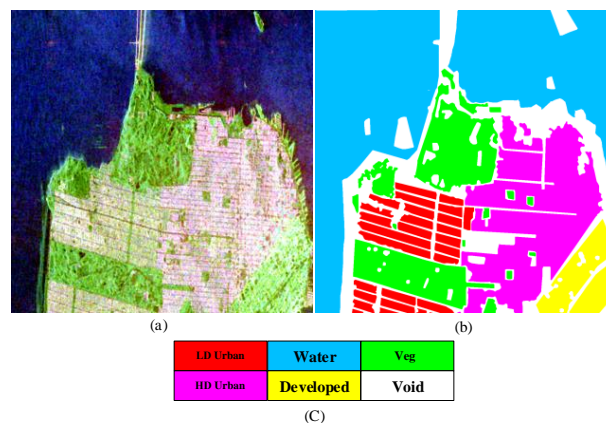 (a)
(b)
LD Urban Water Veg
HD Urban Developed Void
(C)